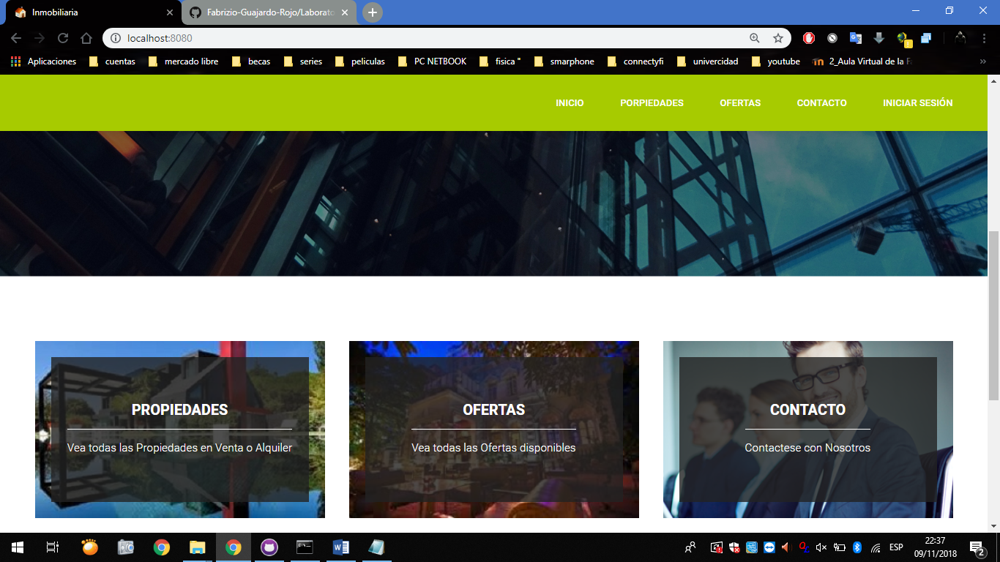 Inmobiliaria
Fabrizio-Guajardo-Rojo/Laborato
localhost:8080
Aplicaciones
cuentas
mercado libre
becas
series
peliculas
PC NETBOOK
fisica "
smarphone
connectyfi
univercidad
youtube
2_Aula Virtual de la Fa
»
INICIO
PORPIEDADES
OFERTAS
CONTACTO
INICIAR SESIÓN
PROPIEDADES
Vea todas las Propiedades en Venta o Alquiler
OFERTAS
Vea todas las Ofertas disponibles
CONTACTO
Contactese con Nosotros
ESP
22:37
09/11/2018
2